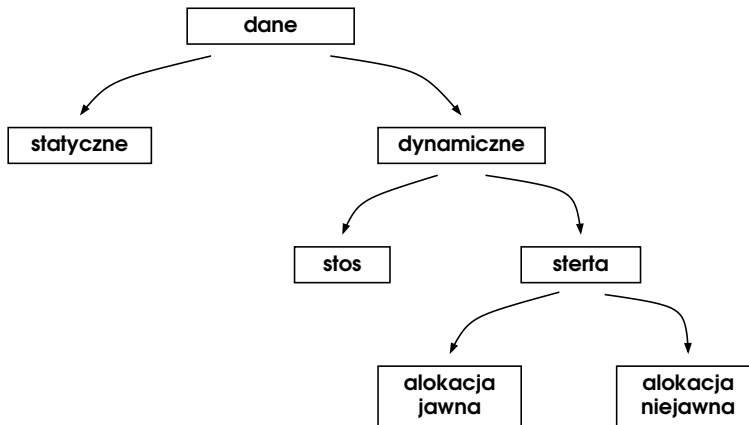 dane
statyczne
dynamiczne
stos
sterta
alokacja
jawna
alokacja
niejawna